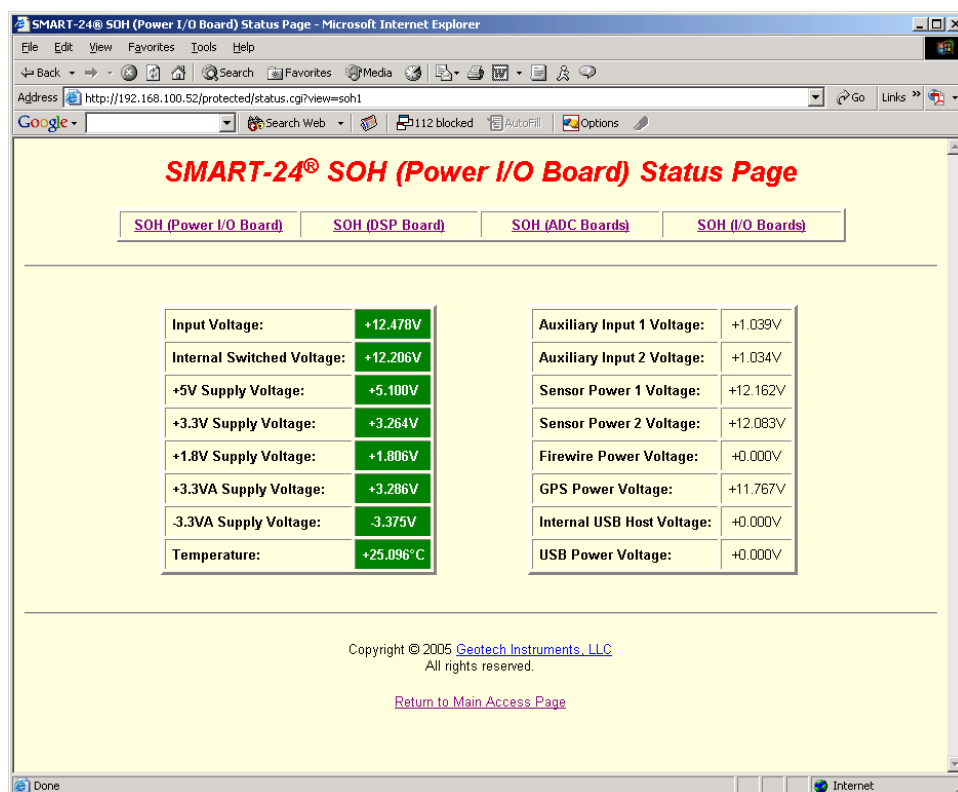 SMART-24® SOH (Power I/O Board) Status Page - Microsoft Internet Explorer
File Edit View Favorites Tools Help
Back Search Favorites Media
Address http://192.168.100.52/protected/status.cgi?view=soh1 Go Links »
Google Search Web 112 blocked AutoFill Options
SMART-24® SOH (Power I/O Board) Status Page
SOH (Power I/O Board) SOH (DSP Board) SOH (ADC Boards) SOH (I/O Boards)
Input Voltage: +12.478V
Internal Switched Voltage: +12.206V
+5V Supply Voltage: +5.100V
+3.3V Supply Voltage: +3.264V
+1.8V Supply Voltage: +1.806V
+3.3VA Supply Voltage: +3.286V
-3.3VA Supply Voltage: -3.375V
Temperature: +25.096°C
Auxiliary Input 1 Voltage: +1.039V
Auxiliary Input 2 Voltage: +1.034V
Sensor Power 1 Voltage: +12.162V
Sensor Power 2 Voltage: +12.083V
Firewire Power Voltage: +0.000V
GPS Power Voltage: +11.767V
Internal USB Host Voltage: +0.000V
USB Power Voltage: +0.000V
Copyright © 2005 Geotech Instruments, LLC
All rights reserved.
Return to Main Access Page
Done Internet